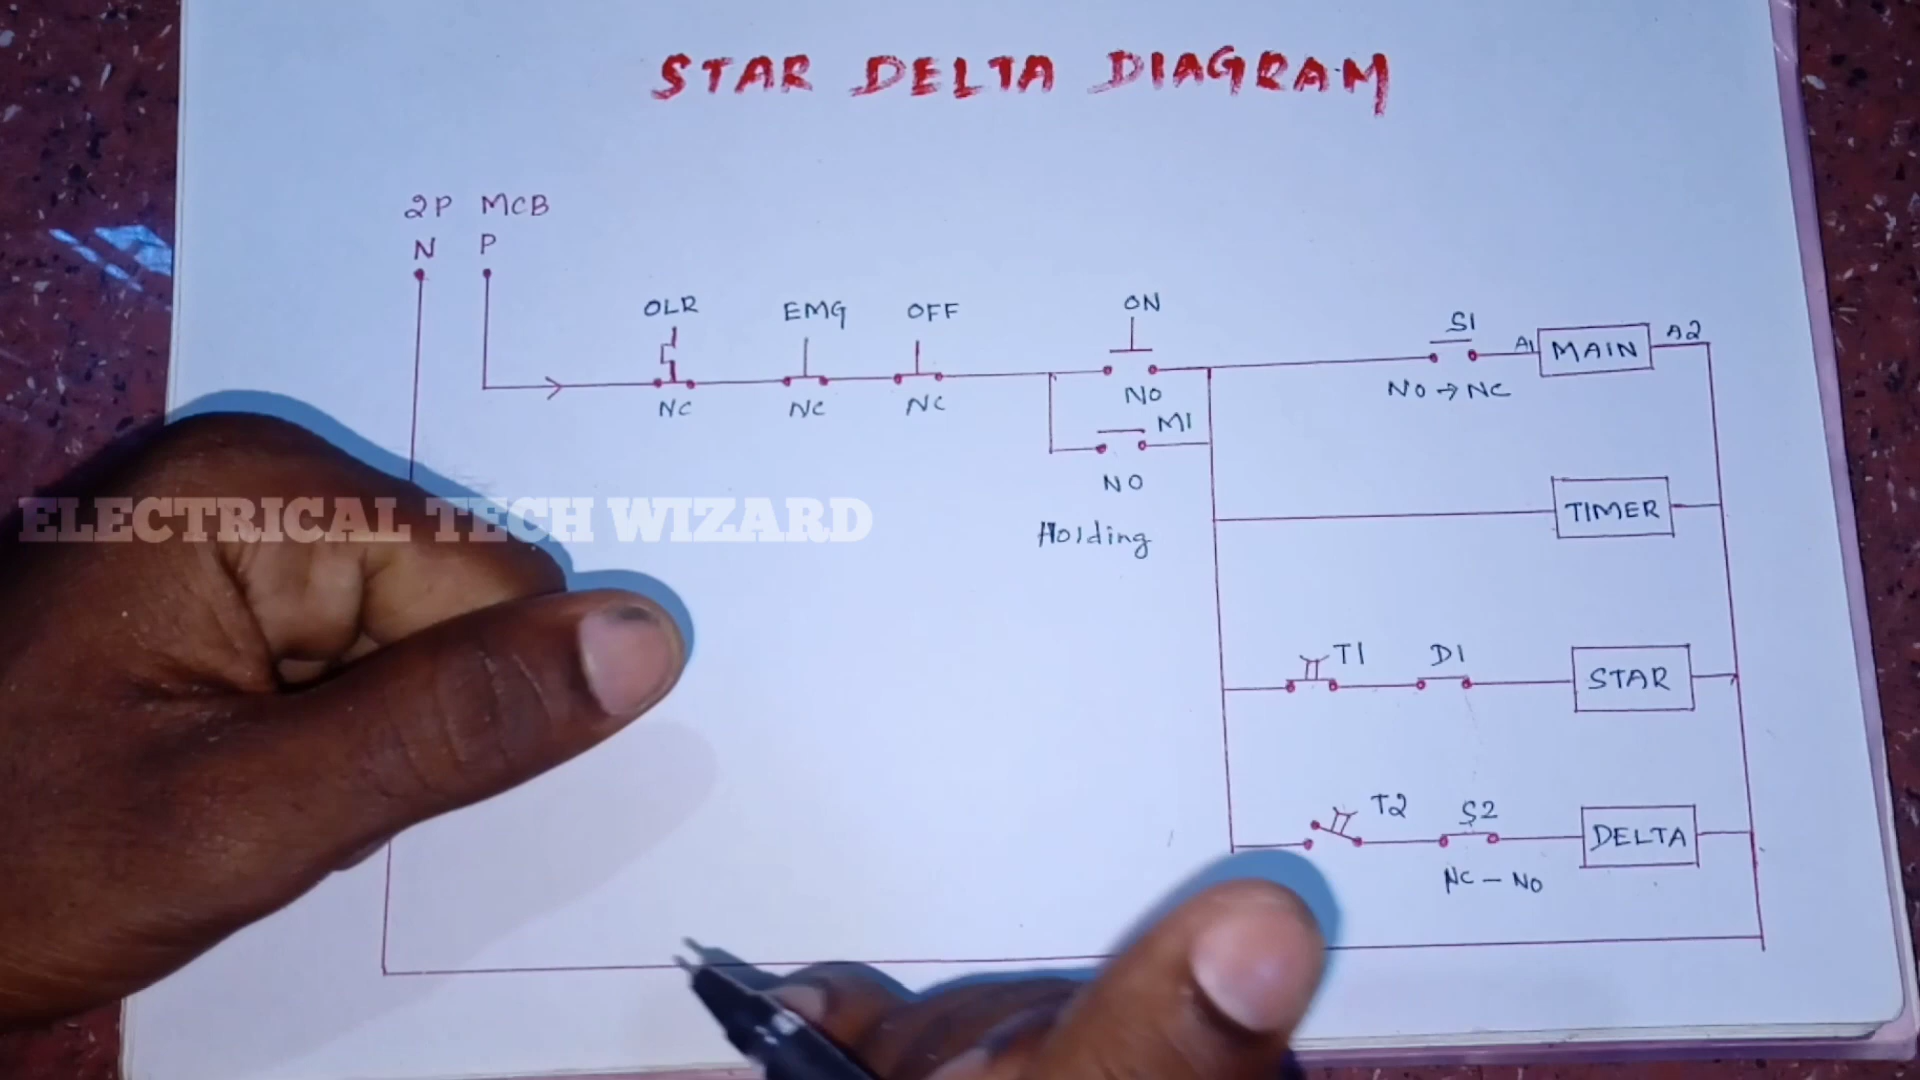 STAR DELTA DIAGRAM
2P MCB
N P
OLR EMG OFF ON
NC NC NC NO
S1
A1 MAIN A2
NO → NC
M1
NO
Holding
ELECTRICAL TECH WIZARD
TIMER
T1 D1 STAR
T2 S2 DELTA
NC - NO